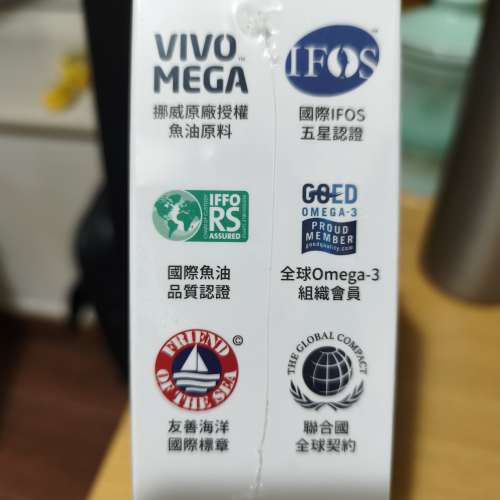 VIVO™
MEGA
挪威原廠授權
魚油原料
IFOS
國際IFOS
五星認證
IFFO
RS
ASSURED
國際魚油
品質認證
GOED
OMEGA-3
PROUD
MEMBER
goedomega3.com
全球Omega-3
組織會員
FRIEND
OF THE SEA
©
友善海洋
國際標章
THE GLOBAL COMPACT
聯合國
全球契約